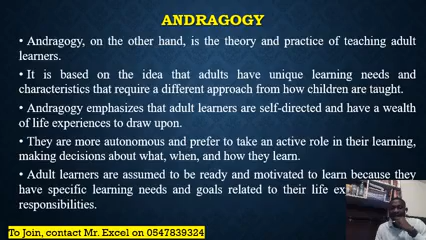 ANDRAGOGY
• Andragogy, on the other hand, is the theory and practice of teaching adult
learners.
• It is based on the idea that adults have unique learning needs and
characteristics that require a different approach from how children are taught.
• Andragogy emphasizes that adult learners are self-directed and have a wealth
of life experiences to draw upon.
• They are more autonomous and prefer to take an active role in their learning,
making decisions about what, when, and how they learn.
• Adult learners are assumed to be ready and motivated to learn because they
have specific learning needs and goals related to their life
responsibilities.
To Join, contact Mr. Excel on 0547839324